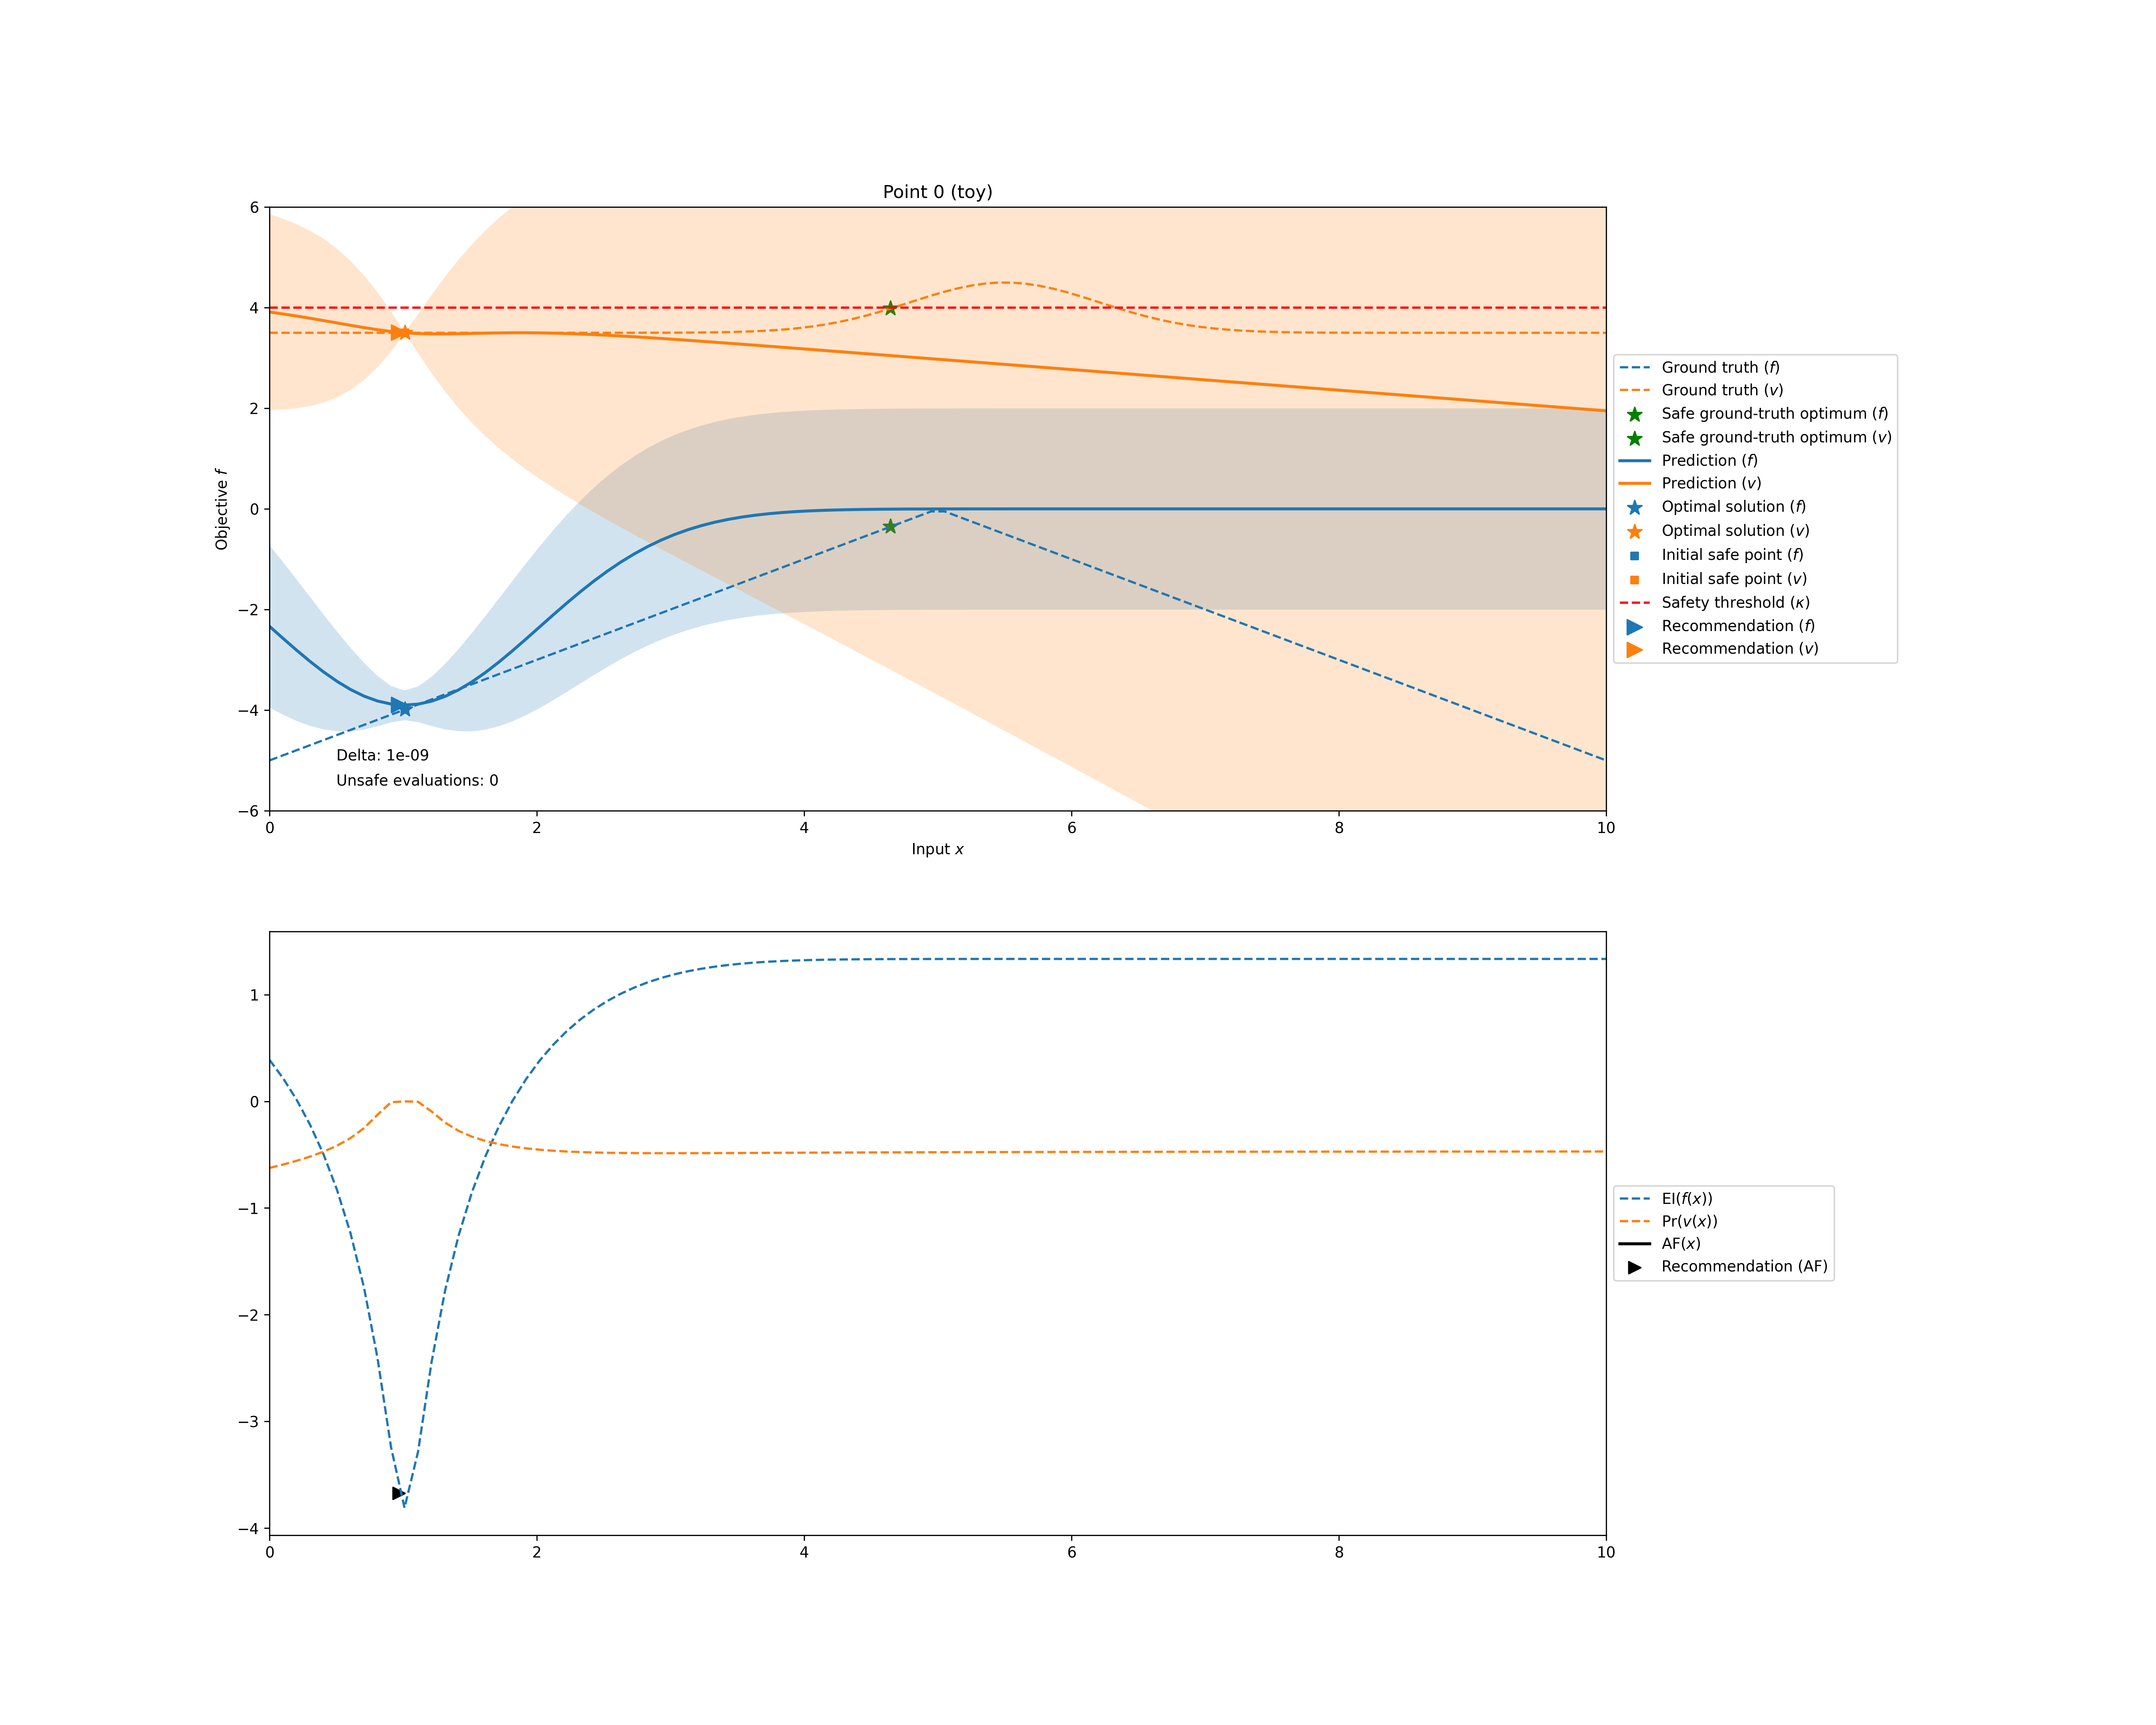 Point 0 (toy)
6
4
2
0
−2
−4
−6
Objective f
Delta: 1e-09
Unsafe evaluations: 0
0 2 4 6 8 10
Input x
Ground truth (f)
Ground truth (v)
Safe ground-truth optimum (f)
Safe ground-truth optimum (v)
Prediction (f)
Prediction (v)
Optimal solution (f)
Optimal solution (v)
Initial safe point (f)
Initial safe point (v)
Safety threshold (κ)
Recommendation (f)
Recommendation (v)
1
0
−1
−2
−3
−4
0 2 4 6 8 10
EI(f(x))
Pr(v(x))
AF(x)
Recommendation (AF)